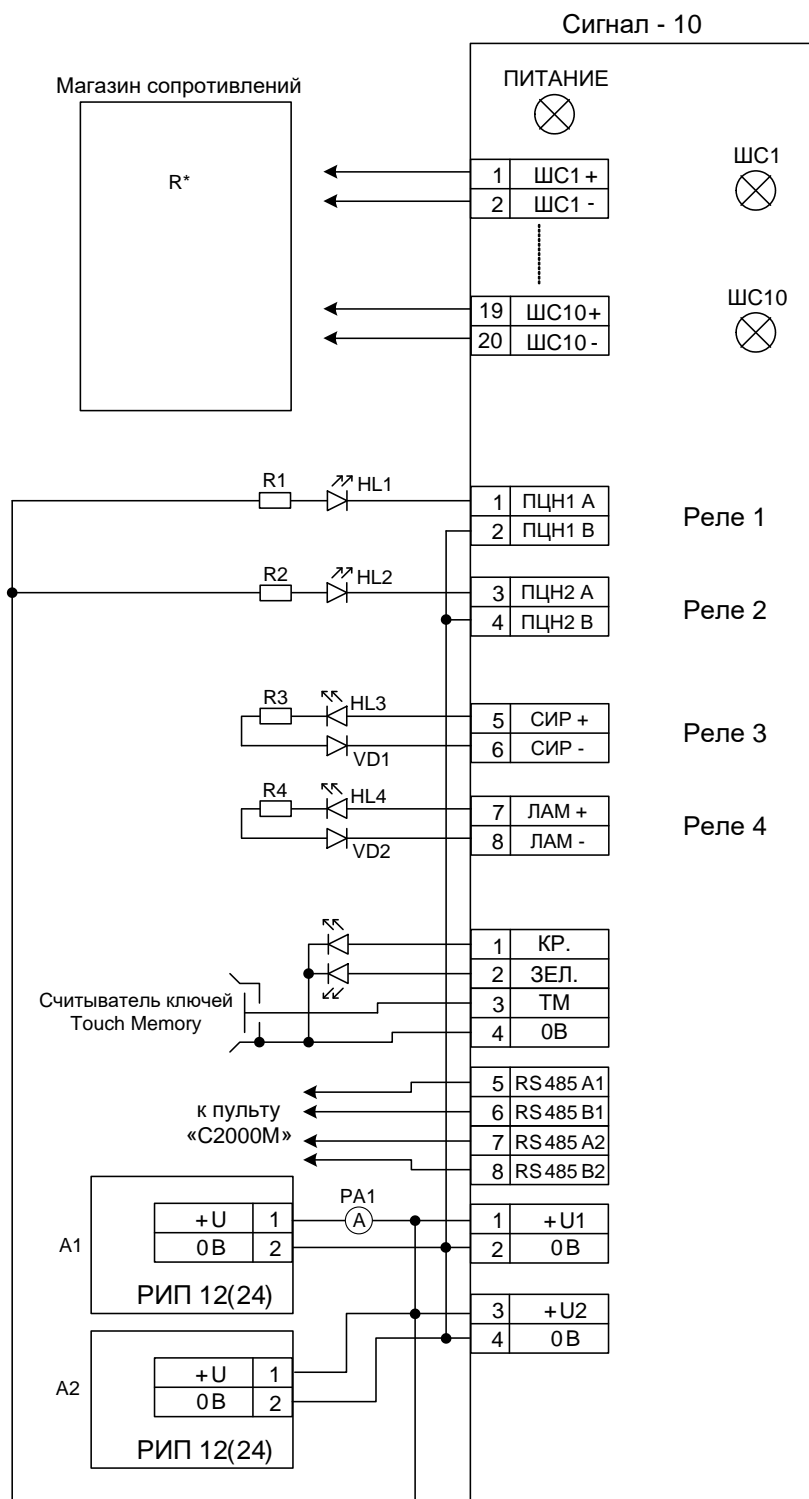 Сигнал - 10
ПИТАНИЕ
Магазин сопротивлений
R*
1 ШС1 +
2 ШС1 -
ШС1
19 ШС10+
20 ШС10 -
ШС10
R1 HL1
1 ПЦН1 А
2 ПЦН1 В
Реле 1
R2 HL2
3 ПЦН2 А
4 ПЦН2 В
Реле 2
R3 HL3
VD1
5 СИР +
6 СИР -
Реле 3
R4 HL4
VD2
7 ЛАМ +
8 ЛАМ -
Реле 4
1 КР.
2 ЗЕЛ.
3 ТМ
4 0В
Считыватель ключей
Touch Memory
5 RS485 A1
6 RS485 B1
7 RS485 A2
8 RS485 B2
к пульту
«С2000М»
PA1
A
A1
+U 1
0В 2
РИП 12(24)
1 +U1
2 0В
3 +U2
4 0В
A2
+U 1
0В 2
РИП 12(24)